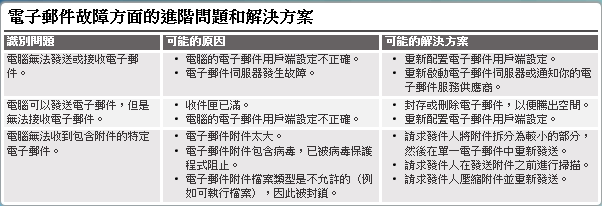 電子郵件故障方面的進階問題和解決方案
識別問題
可能的原因
可能的解決方案
電腦無法發送或接收電子郵
件。
• 電腦的電子郵件用戶端設定不正確。
• 電子郵件伺服器發生故障。
• 重新配置電子郵件用戶端設定。
• 重新啟動電子郵件伺服器或通知你的電
子郵件服務供應商。
電腦可以發送電子郵件，但是
無法接收電子郵件。
• 收件匣已滿。
• 電腦的電子郵件用戶端設定不正確。
• 封存或刪除電子郵件，以便騰出空間。
• 重新配置電子郵件用戶端設定。
電腦無法收到包含附件的特定
電子郵件。
• 電子郵件附件太大。
• 電子郵件附件包含病毒，已被病毒保護
程式阻止。
• 電子郵件附件檔案類型是不允許的（例
如可執行檔案），因此被封鎖。
• 請求發件人將附件拆分為較小的部分，
然後在單一電子郵件中重新發送。
• 請求發件人在發送附件之前進行掃描。
• 請求發件人壓縮附件並重新發送。